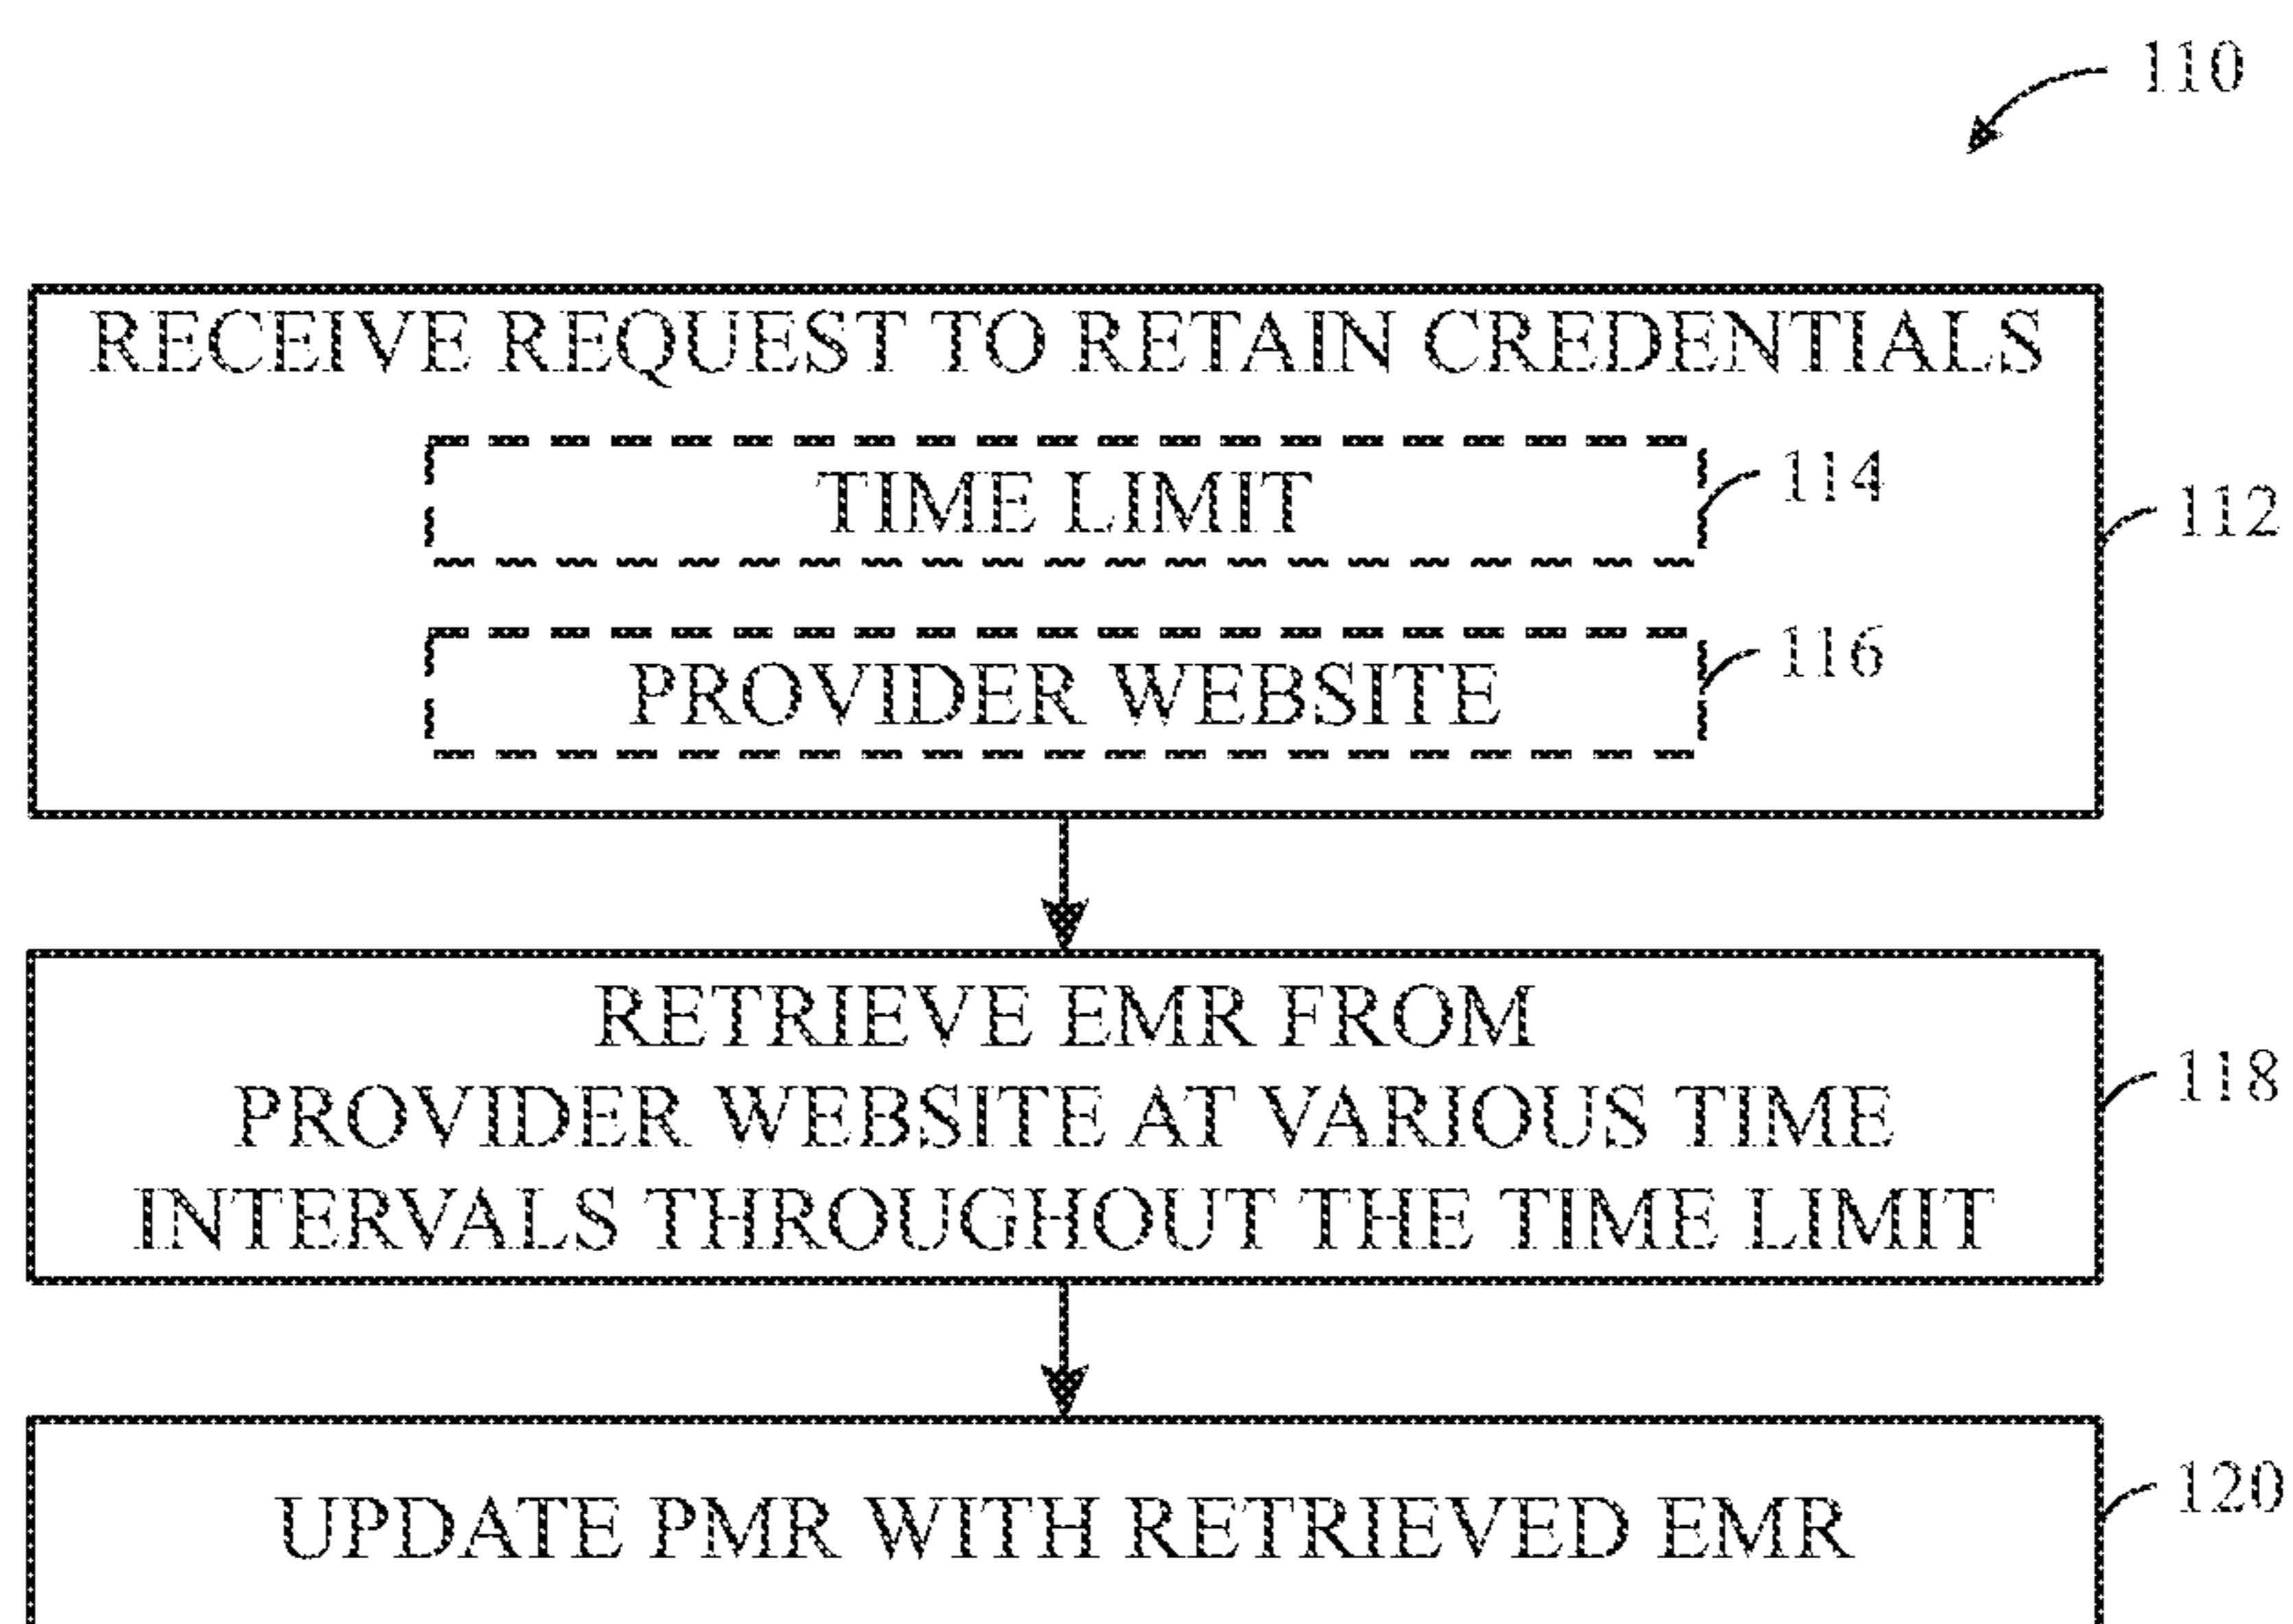 110
RECEIVE REQUEST TO RETAIN CREDENTIALS
TIME LIMIT
114
112
PROVIDER WEBSITE
116
RETRIEVE EMR FROM
PROVIDER WEBSITE AT VARIOUS TIME
INTERVALS THROUGHOUT THE TIME LIMIT
118
UPDATE PMR WITH RETRIEVED EMR
120